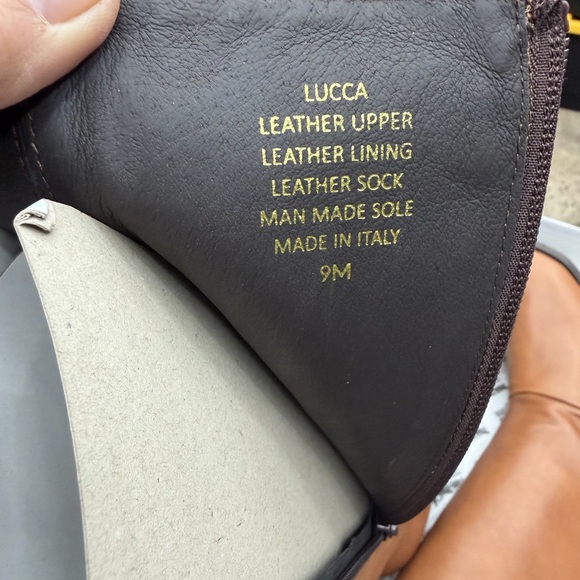 LUCCA
LEATHER UPPER
LEATHER LINING
LEATHER SOCK
MAN MADE SOLE
MADE IN ITALY
9M